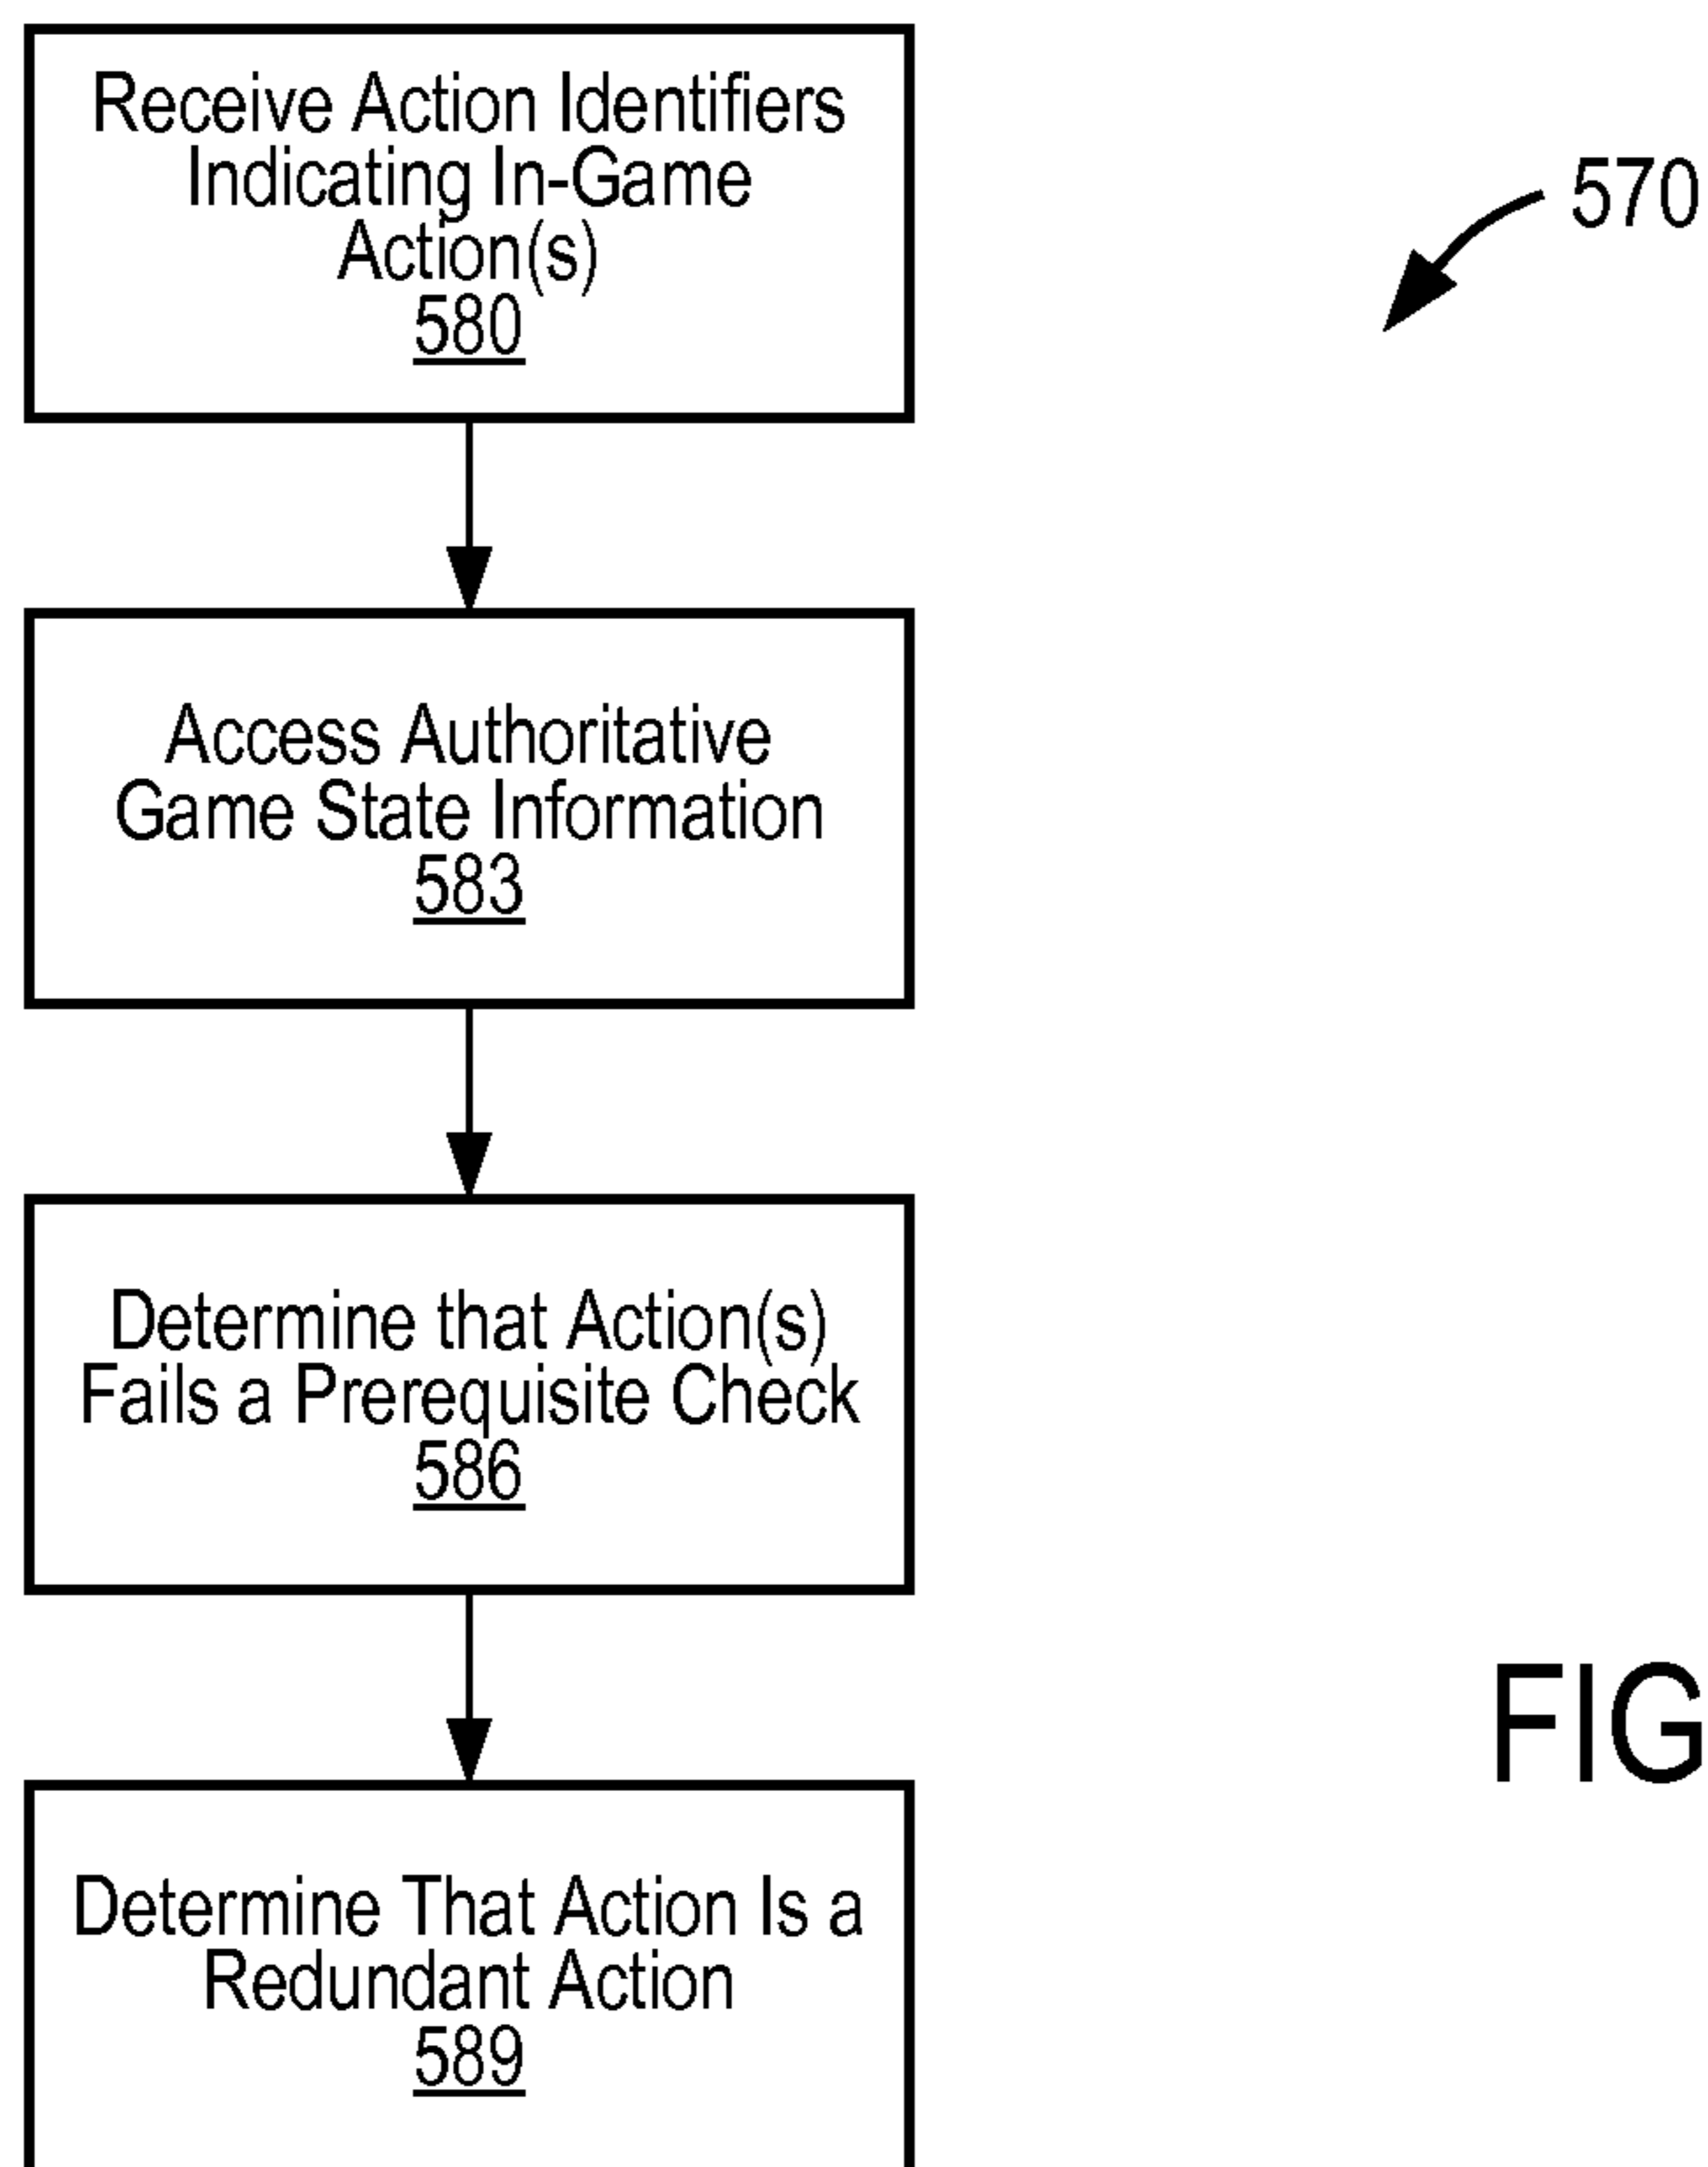 Receive Action Identifiers
Indicating In-Game
Action(s)
580
570
Access Authoritative
Game State Information
583
Determine that Action(s)
Fails a Prerequisite Check
586
FIG
Determine That Action Is a
Redundant Action
589